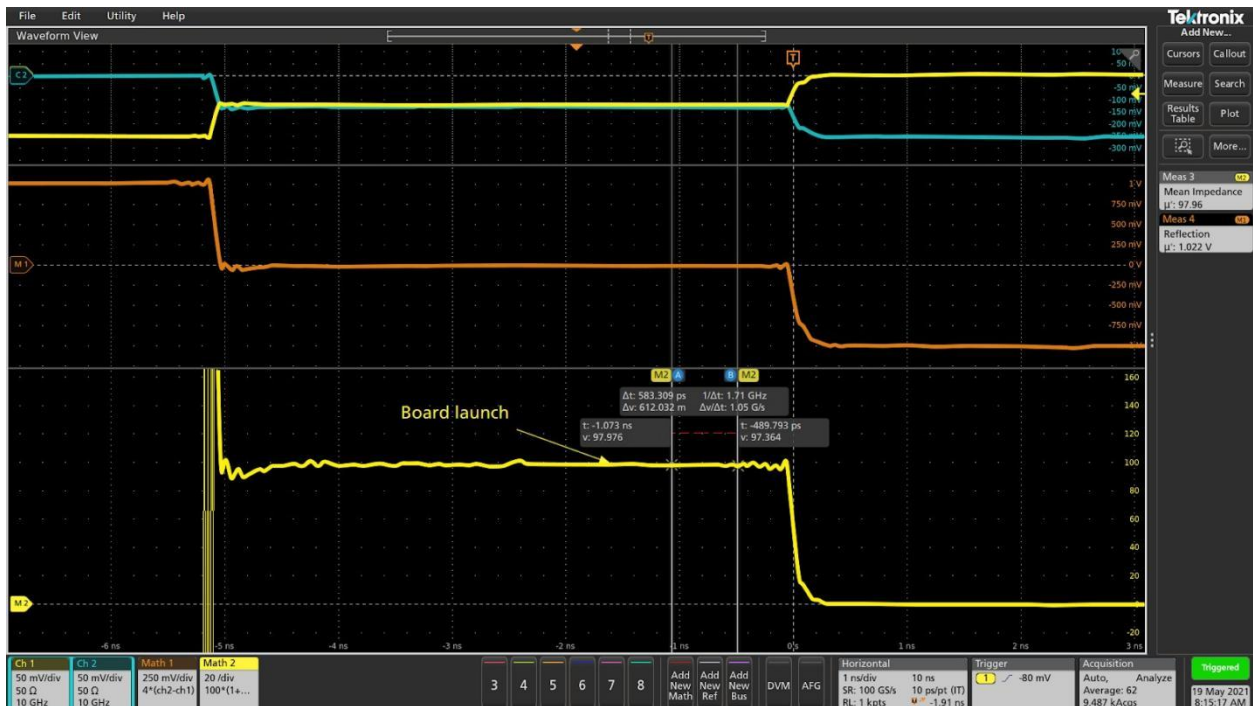 File Edit Utility Help
Tektronix
Waveform View
Add New...
Cursors Callout
Measure Search
Results Table Plot
More...
Meas 3 M2
Mean Impedance
µ': 97.96
Meas 4 M1
Reflection
µ': 1.022 V
C 2
T
50 m
0 V
-50 mV
-100 mV
-150 mV
-200 mV
-300 mV
M 1
1 V
750 mV
500 mV
250 mV
0 V
-250 mV
-500 mV
-750 mV
M2 A B M2
Δt: 583.309 ps 1/Δt: 1.71 GHz
Δv: 612.032 m Δv/Δt: 1.05 G/s
t: -1.073 ns
v: 97.976
t: -489.793 ps
v: 97.364
Board launch
160
140
120
100
80
60
40
20
-20
M 2
-6 ns -5 ns -4 ns -3 ns -2 ns -1 ns 0 s 1 ns 2 ns 3 ns
Ch 1
50 mV/div
50 Ω
10 GHz
Ch 2
50 mV/div
50 Ω
10 GHz
Math 1
250 mV/div
4*(ch2-ch1)
Math 2
20 /div
100*(1+...
3 4 5 6 7 8
Add New Math
Add New Ref
Add New Bus
DVM
AFG
Horizontal
1 ns/div 10 ns
SR: 100 GS/s 10 ps/pt (IT)
RL: 1 kpts -1.91 ns
Trigger
1 -80 mV
Acquisition
Auto, Analyze
Average: 62
9.487 kAcqs
Triggered
19 May 2021
8:15:17 AM